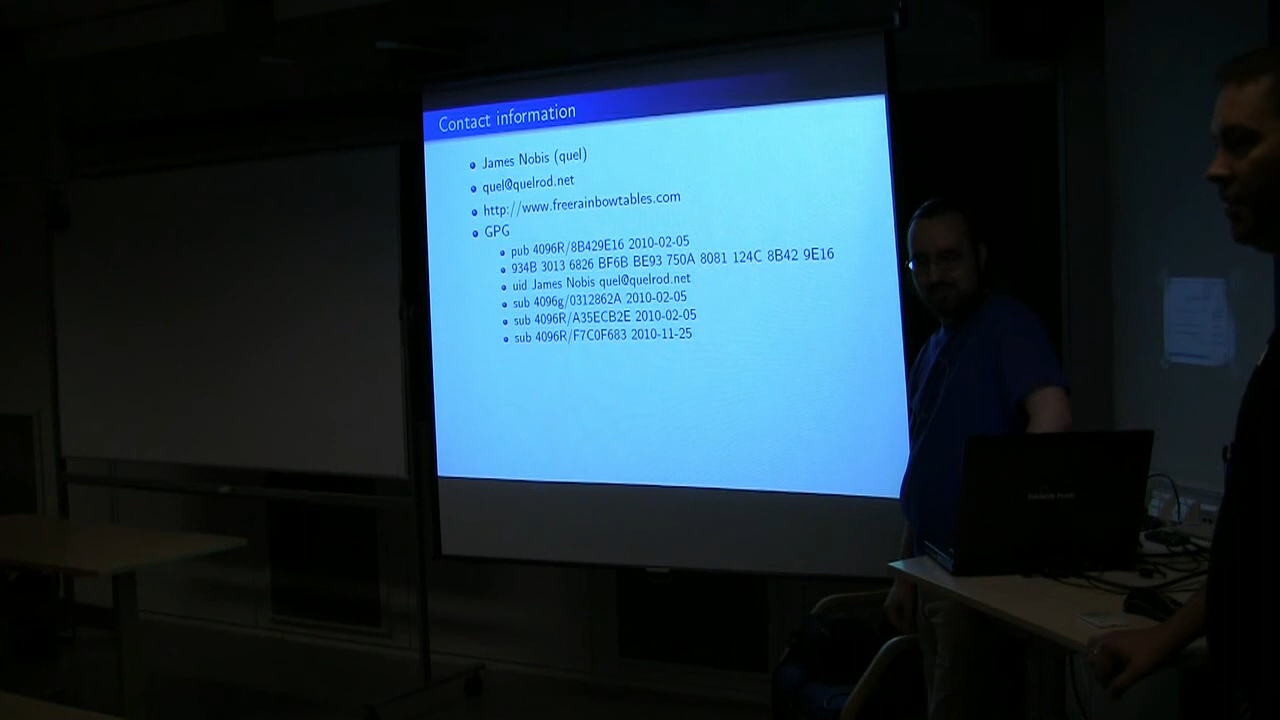 Contact information
James Nobis (quel)
quel@quelrod.net
http://www.freerainbowtables.com
GPG
pub 4096R/8B429E16 2010-02-05
934B 3013 6826 BF6B BE93 750A 8081 124C 8B42 9E16
uid James Nobis quel@quelrod.net
sub 4096g/0312862A 2010-02-05
sub 4096R/A35ECB2E 2010-02-05
sub 4096R/F7C0F683 2010-11-25